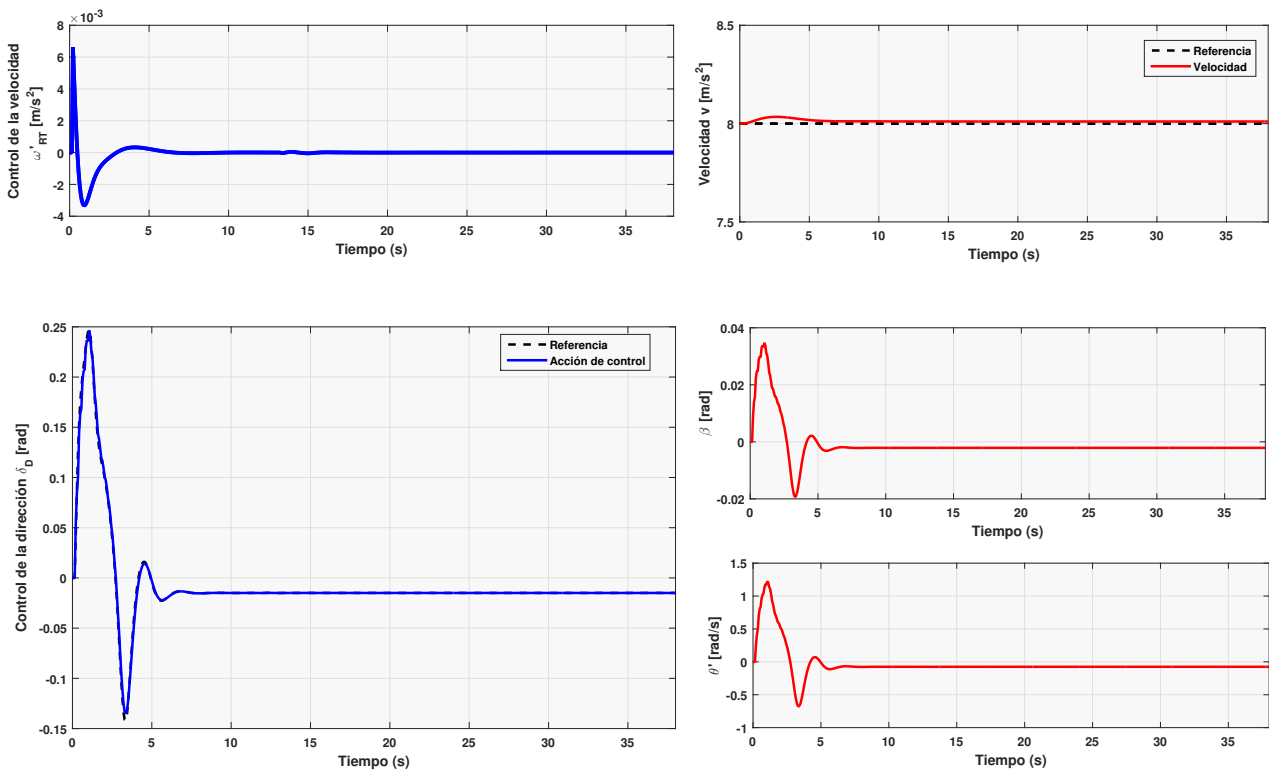 ×10⁻³
8
6
4
2
0
-2
-4
0 5 10 15 20 25 30 35
Tiempo (s)
Control de la velocidad
ω'RT [m/s²]
8.5
8
7.5
0 5 10 15 20 25 30 35
Tiempo (s)
Velocidad v [m/s²]
Referencia
Velocidad
0.25
0.2
0.15
0.1
0.05
0
-0.05
-0.1
-0.15
0 5 10 15 20 25 30 35
Tiempo (s)
Control de la dirección δD [rad]
Referencia
Acción de control
0.04
0.02
0
-0.02
0 5 10 15 20 25 30 35
Tiempo (s)
β [rad]
1.5
1
0.5
0
-0.5
-1
0 5 10 15 20 25 30 35
Tiempo (s)
θ' [rad/s]